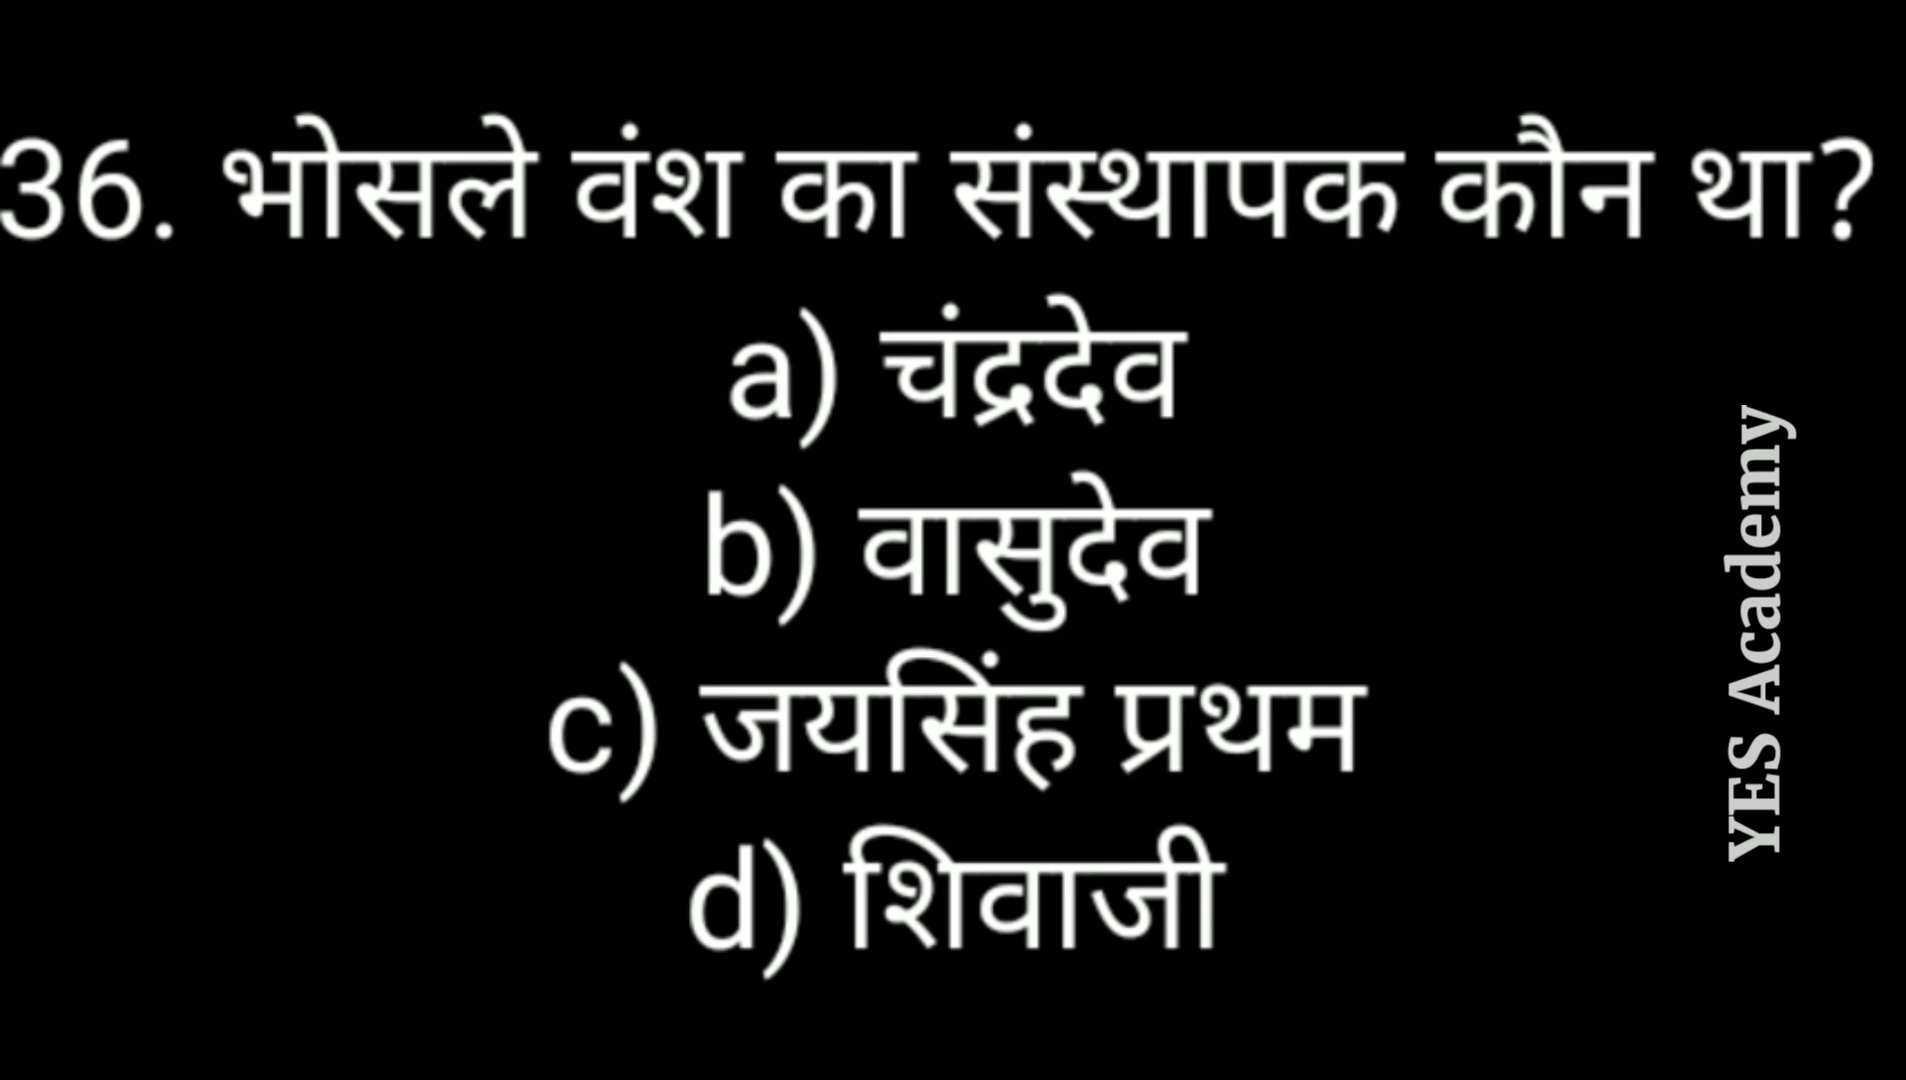 36. भोसले वंश का संस्थापक कौन था?
a) चंद्रदेव
b) वासुदेव
c) जयसिंह प्रथम
d) शिवाजी
YES Academy